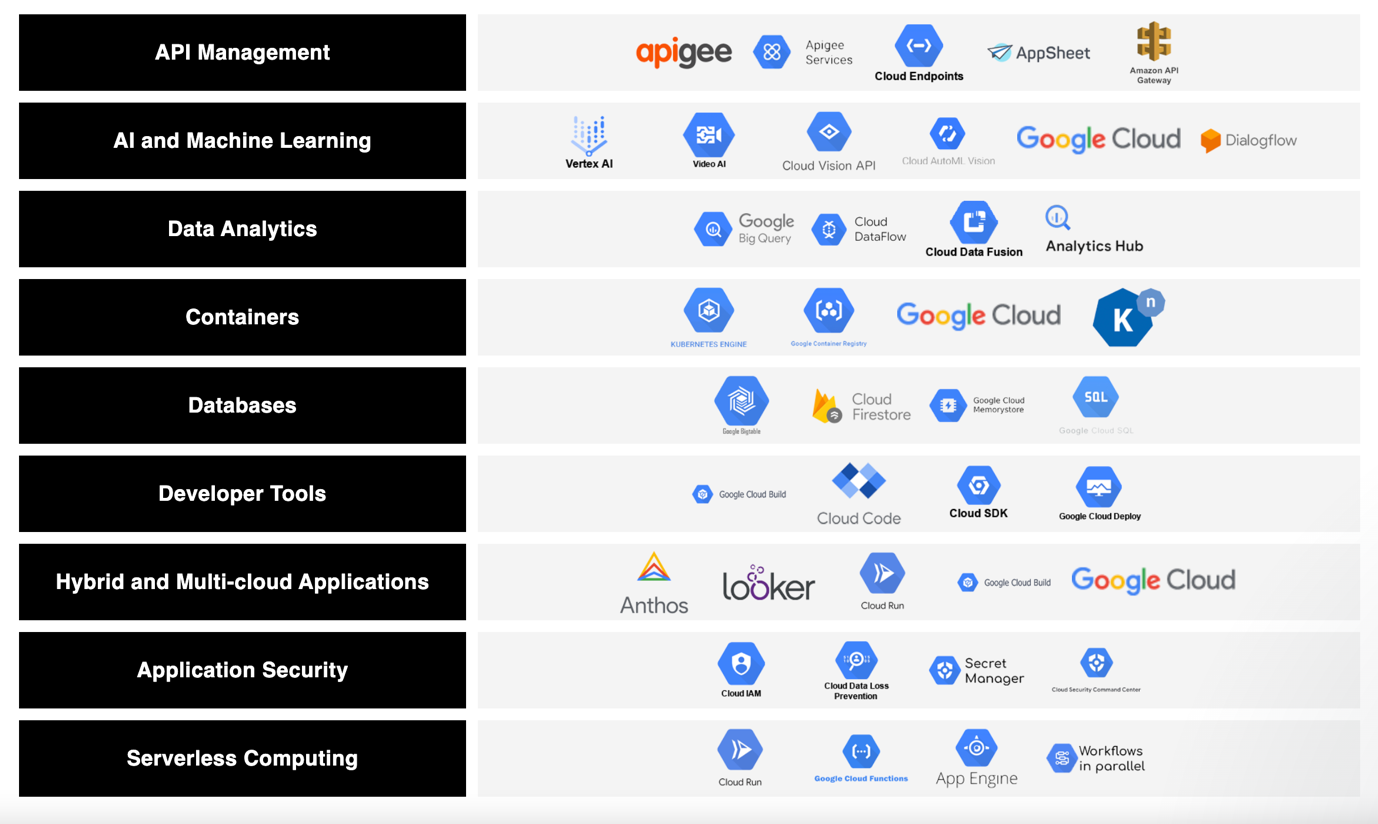 API Management
apigee
Apigee
Services
Cloud Endpoints
AppSheet
Amazon API
Gateway
AI and Machine Learning
Vertex AI
Video AI
Cloud Vision API
Cloud AutoML Vision
Google Cloud
Dialogflow
Data Analytics
Google
Big Query
Cloud
DataFlow
Cloud Data Fusion
Analytics Hub
Containers
KUBERNETES ENGINE
Google Container Registry
Google Cloud
K
n
Databases
Google Bigtable
Cloud
Firestore
Google Cloud
Memorystore
SQL
Google Cloud SQL
Developer Tools
Google Cloud Build
Cloud Code
Cloud SDK
Google Cloud Deploy
Hybrid and Multi-cloud Applications
Anthos
looker
Cloud Run
Google Cloud Build
Google Cloud
Application Security
Cloud IAM
Cloud Data Loss
Prevention
Secret
Manager
Cloud Security Command Center
Serverless Computing
Cloud Run
Google Cloud Functions
App Engine
Workflows
in parallel